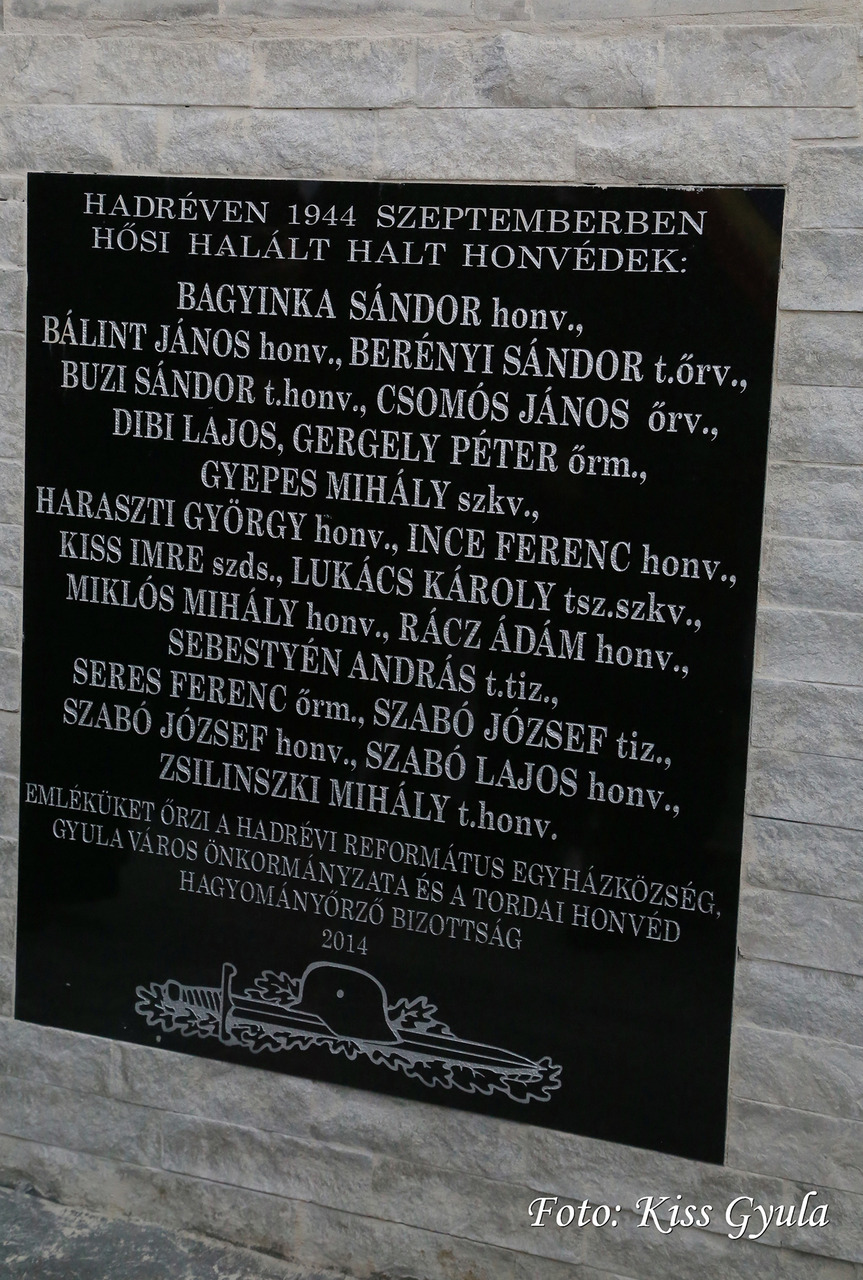 HADRÉVEN 1944 SZEPTEMBERBEN
HŐSI HALÁLT HALT HONVÉDEK:
BAGYINKA SÁNDOR honv.,
BÁLINT JÁNOS honv., BERÉNYI SÁNDOR t.őrv.,
BUZI SÁNDOR t.honv., CSOMÓS JÁNOS őrv.,
DIBI LAJOS, GERGELY PÉTER őrm.,
GYEPES MIHÁLY szkv.,
HARASZTI GYÖRGY honv., INCE FERENC honv.,
KISS IMRE szds., LUKÁCS KÁROLY tsz.szkv.,
MIKLÓS MIHÁLY honv., RÁCZ ÁDÁM honv.,
SEBESTYÉN ANDRÁS t.tiz.,
SERES FERENC őrm., SZABÓ JÓZSEF tiz.,
SZABÓ JÓZSEF honv., SZABÓ LAJOS honv.,
ZSILINSZKI MIHÁLY t.honv.
EMLÉKÜKET ŐRZI A HADRÉVI REFORMÁTUS EGYHÁZKÖZSÉG,
GYULA VÁROS ÖNKORMÁNYZATA ÉS A TORDAI HONVÉD
HAGYOMÁNYŐRZŐ BIZOTTSÁG
2014
Foto: Kiss Gyula